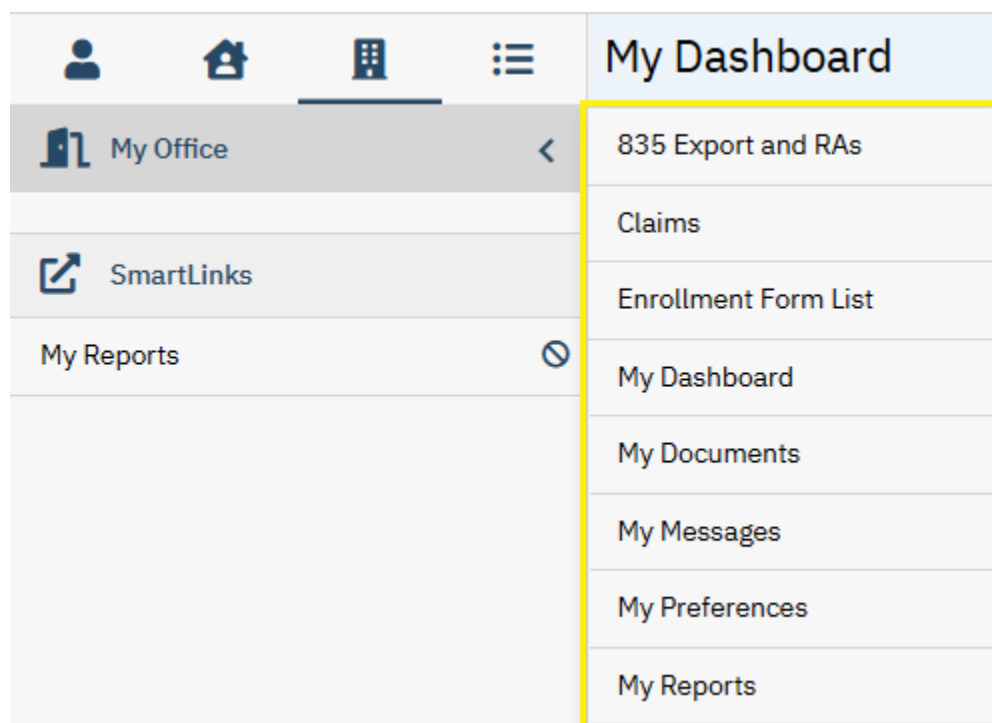 My Dashboard
My Office
SmartLinks
My Reports
835 Export and RAs
Claims
Enrollment Form List
My Dashboard
My Documents
My Messages
My Preferences
My Reports